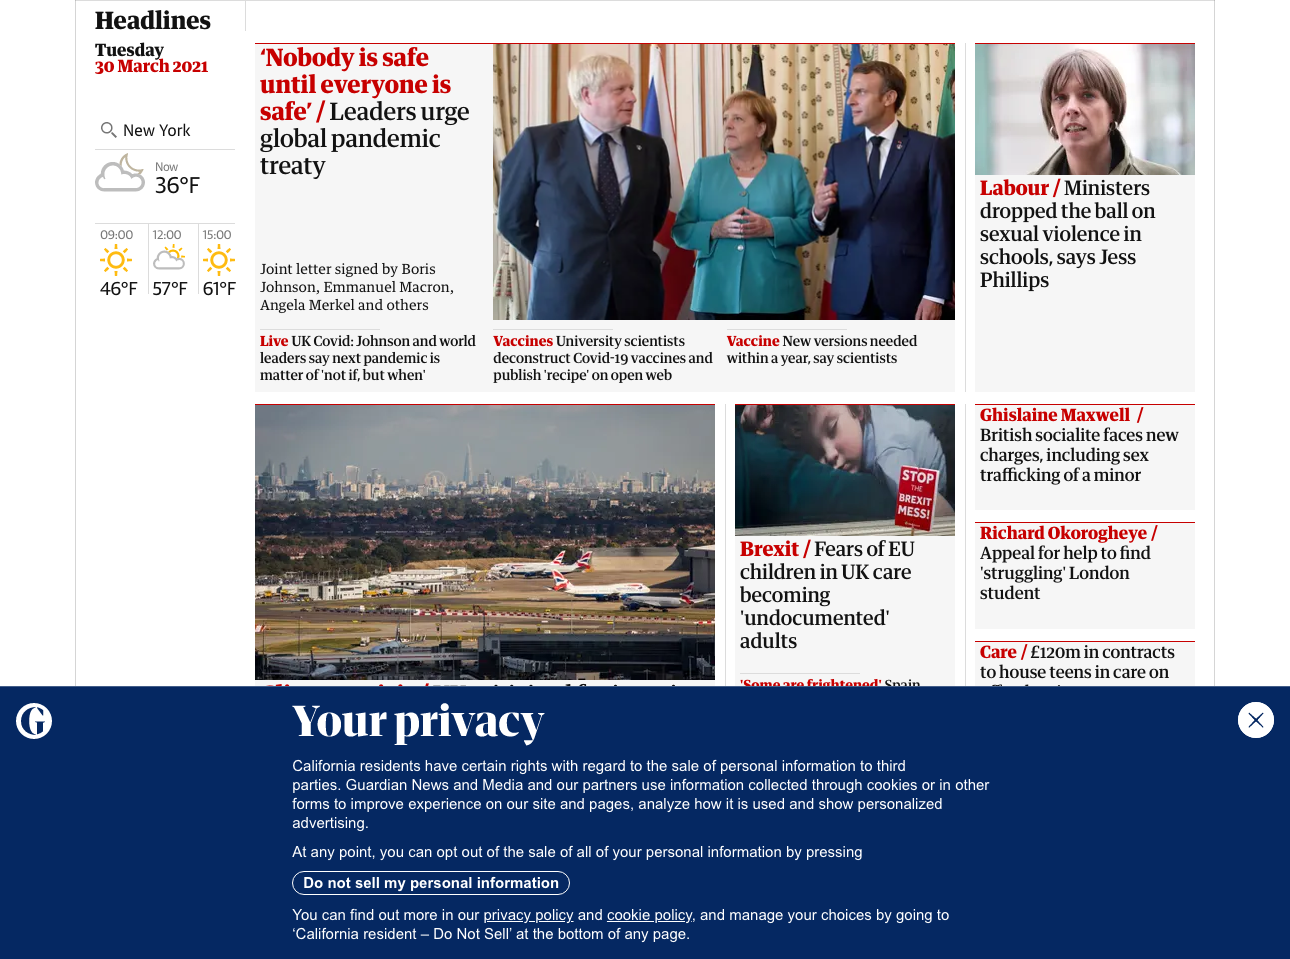 Headlines
Tuesday
30 March 2021
New York
Now
36°F
09:00
12:00
15:00
46°F
57°F
61°F
‘Nobody is safe
until everyone is
safe’ / Leaders urge
global pandemic
treaty
Joint letter signed by Boris
Johnson, Emmanuel Macron,
Angela Merkel and others
Live UK Covid: Johnson and world
leaders say next pandemic is
matter of 'not if, but when'
Vaccines University scientists
deconstruct Covid-19 vaccines and
publish 'recipe' on open web
Vaccine New versions needed
within a year, say scientists
Labour / Ministers
dropped the ball on
sexual violence in
schools, says Jess
Phillips
STOP
THE
BREXIT
MESS!
Brexit / Fears of EU
children in UK care
becoming
'undocumented'
adults
'Some are frightened' Spain
Ghislaine Maxwell /
British socialite faces new
charges, including sex
trafficking of a minor
Richard Okorogheye /
Appeal for help to find
'struggling' London
student
Care / £120m in contracts
to house teens in care on
Your privacy
California residents have certain rights with regard to the sale of personal information to third
parties. Guardian News and Media and our partners use information collected through cookies or in other
forms to improve experience on our site and pages, analyze how it is used and show personalized
advertising.
At any point, you can opt out of the sale of all of your personal information by pressing
Do not sell my personal information
You can find out more in our privacy policy and cookie policy, and manage your choices by going to
‘California resident – Do Not Sell’ at the bottom of any page.